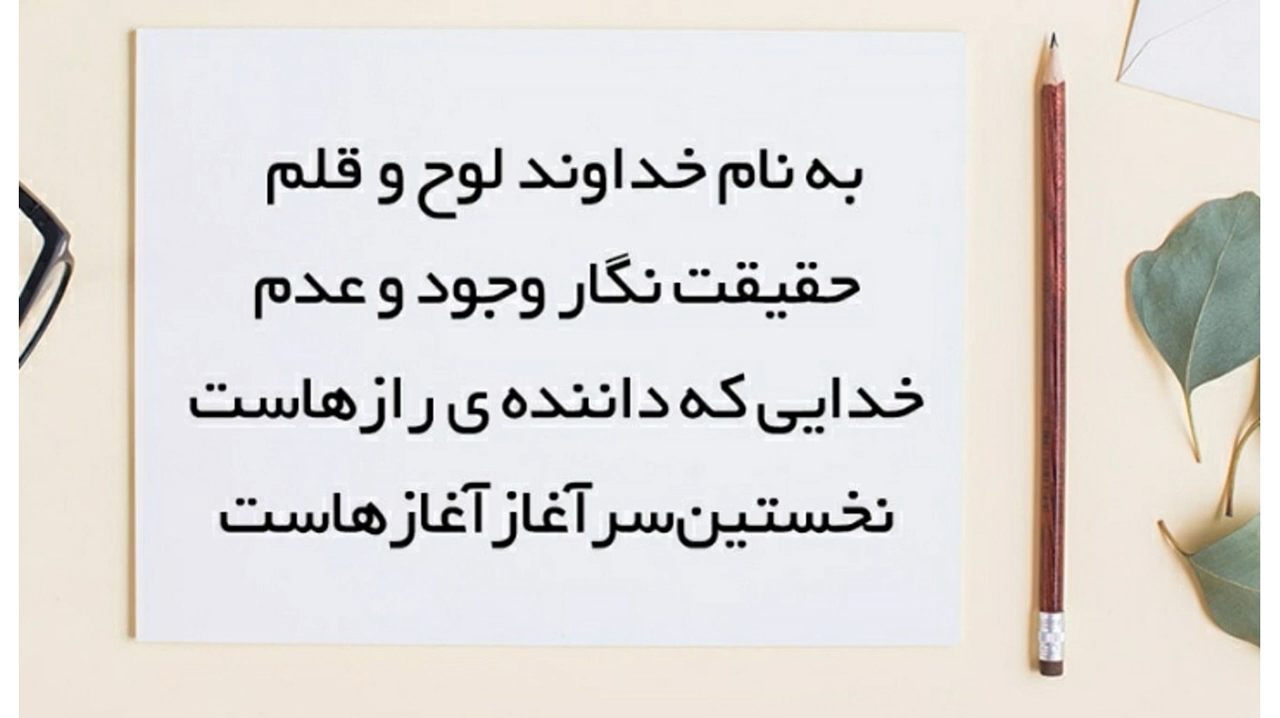 به نام خداوند لوح و قلم
حقیقت نگار وجود و عدم
خدایی که داننده ی رازهاست
نخستین سرآغاز آغازهاست